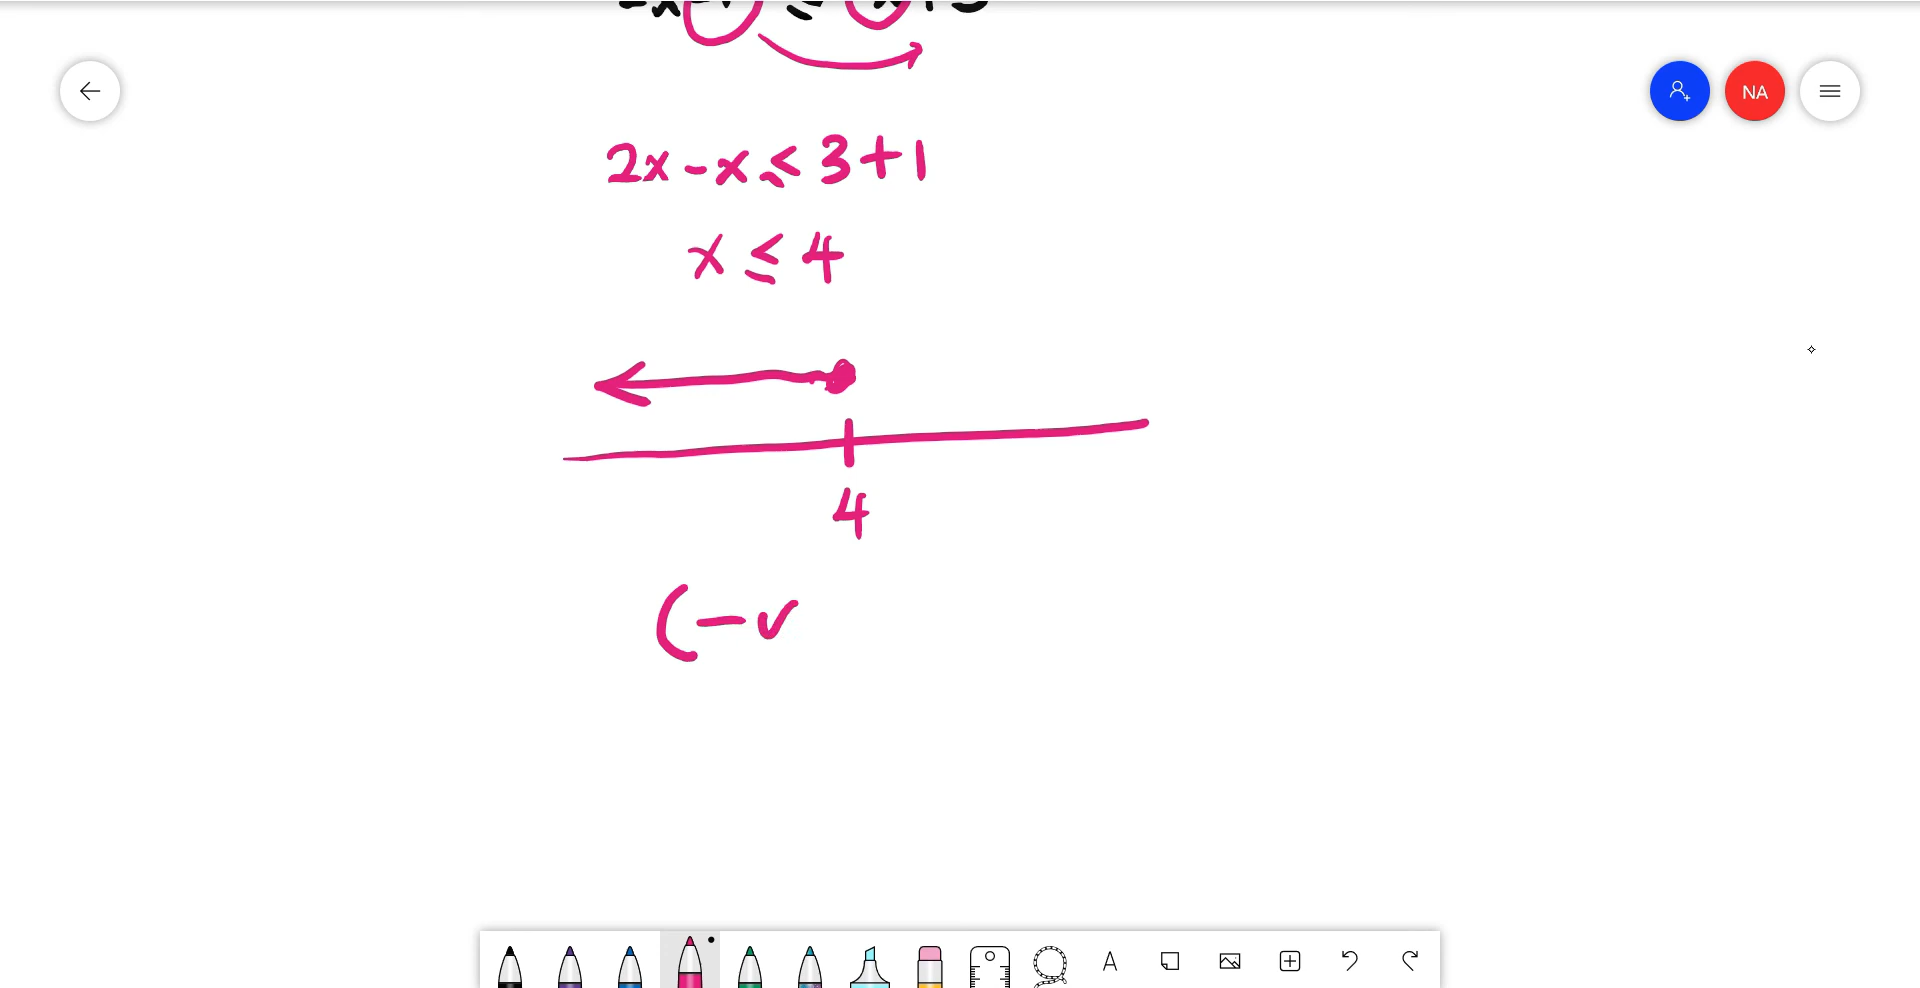 NA
2x - x ≤ 3 + 1
x ≤ 4
4
(-
A